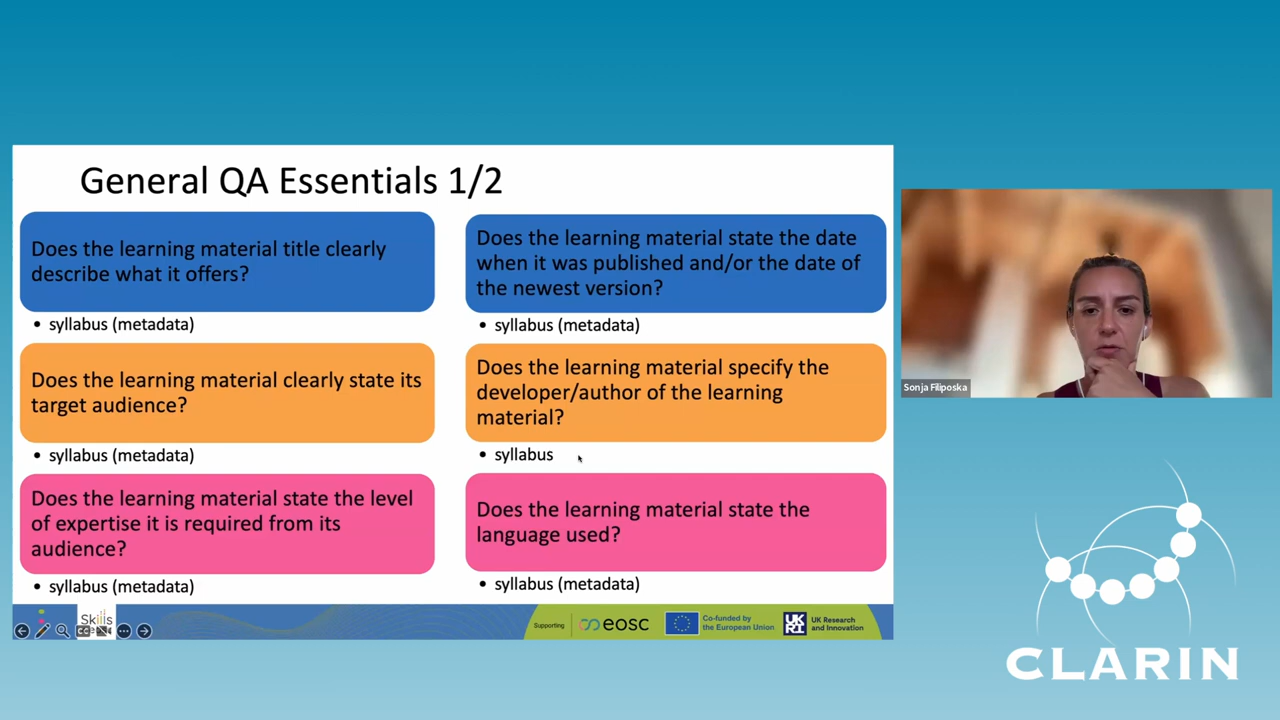 General QA Essentials 1/2
Does the learning material title clearly
describe what it offers?
• syllabus (metadata)
Does the learning material clearly state its
target audience?
• syllabus (metadata)
Does the learning material state the level
of expertise it is required from its
audience?
• syllabus (metadata)
Does the learning material state the date
when it was published and/or the date of
the newest version?
• syllabus (metadata)
Does the learning material specify the
developer/author of the learning
material?
• syllabus
Does the learning material state the
language used?
• syllabus (metadata)
Skills
Supporting
eosc
Co-funded by
the European Union
UKRI
UK Research
and Innovation
Sonja Filiposka
CLARIN